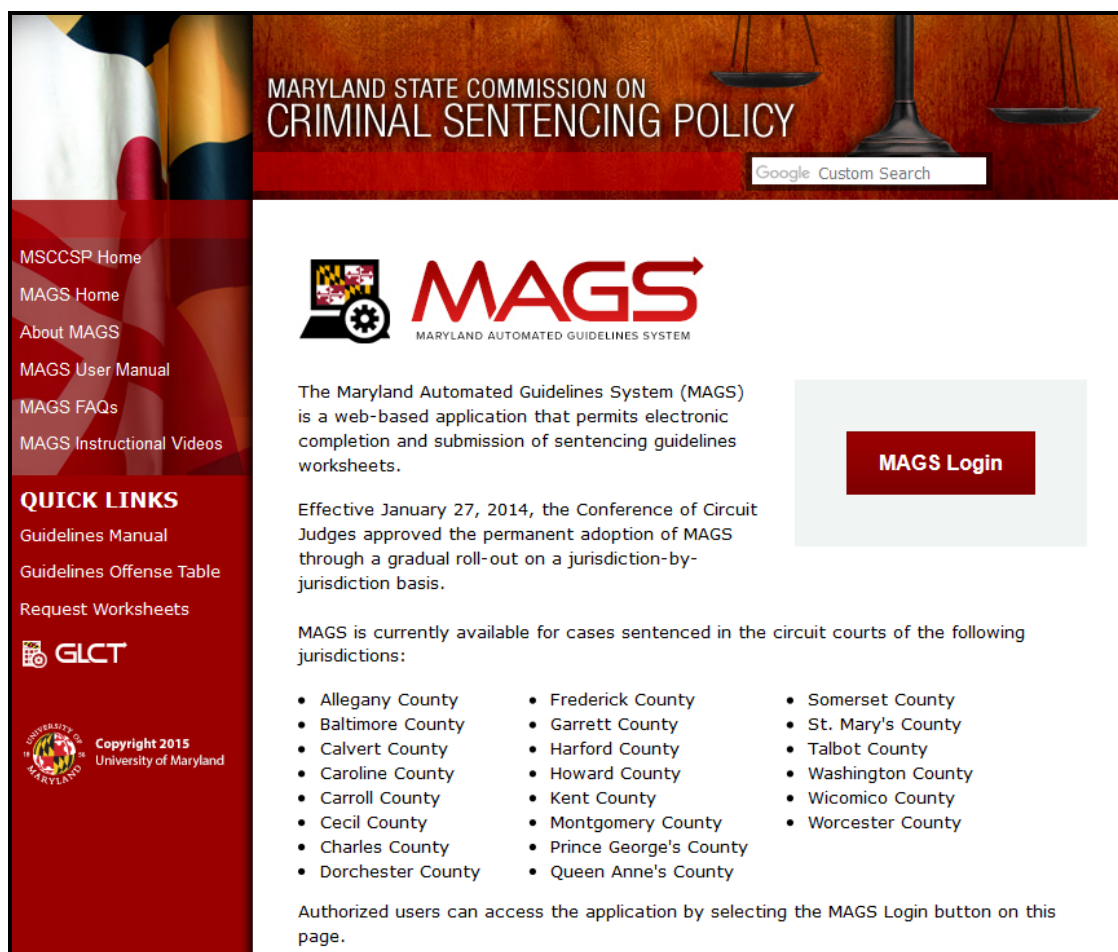 MARYLAND STATE COMMISSION ON
CRIMINAL SENTENCING POLICY
Google Custom Search
MSCCSP Home
MAGS Home
About MAGS
MAGS User Manual
MAGS FAQs
MAGS Instructional Videos
QUICK LINKS
Guidelines Manual
Guidelines Offense Table
Request Worksheets
GLCT
UNIVERSITY OF
MARYLAND
18 56
Copyright 2015
University of Maryland
MAGS
MARYLAND AUTOMATED GUIDELINES SYSTEM
The Maryland Automated Guidelines System (MAGS)
is a web-based application that permits electronic
completion and submission of sentencing guidelines
worksheets.
MAGS Login
Effective January 27, 2014, the Conference of Circuit
Judges approved the permanent adoption of MAGS
through a gradual roll-out on a jurisdiction-by-
jurisdiction basis.
MAGS is currently available for cases sentenced in the circuit courts of the following
jurisdictions:
• Allegany County
• Baltimore County
• Calvert County
• Caroline County
• Carroll County
• Cecil County
• Charles County
• Dorchester County
• Frederick County
• Garrett County
• Harford County
• Howard County
• Kent County
• Montgomery County
• Prince George's County
• Queen Anne's County
• Somerset County
• St. Mary's County
• Talbot County
• Washington County
• Wicomico County
• Worcester County
Authorized users can access the application by selecting the MAGS Login button on this
page.